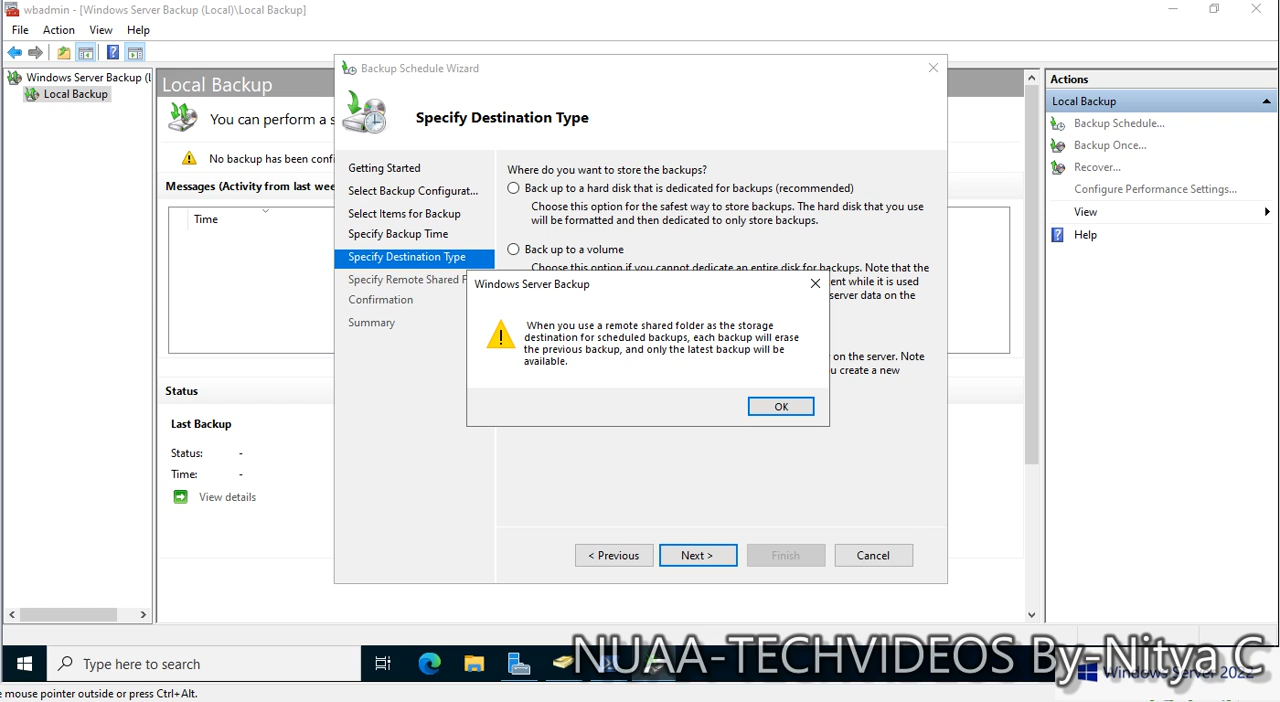 wbadmin - [Windows Server Backup (Local)\Local Backup]
File Action View Help
Windows Server Backup (L
Local Backup
Local Backup
You can perform a s
No backup has been confi
Messages (Activity from last wee
Time
Status
Last Backup
Status: -
Time: -
View details
Backup Schedule Wizard
Specify Destination Type
Getting Started
Select Backup Configurat...
Select Items for Backup
Specify Backup Time
Specify Destination Type
Specify Remote Shared F
Confirmation
Summary
Where do you want to store the backups?
Back up to a hard disk that is dedicated for backups (recommended)
Choose this option for the safest way to store backups. The hard disk that you use
will be formatted and then dedicated to only store backups.
Back up to a volume
Choose this option if you cannot dedicate an entire disk for backups. Note that the
ent while it is used
server data on the
on the server. Note
u create a new
Windows Server Backup
When you use a remote shared folder as the storage
destination for scheduled backups, each backup will erase
the previous backup, and only the latest backup will be
available.
OK
< Previous Next > Finish Cancel
Actions
Local Backup
Backup Schedule...
Backup Once...
Recover...
Configure Performance Settings...
View
Help
Type here to search
NUAA-TECHVIDEOS By-Nitya C
Windows Server 2022
e mouse pointer outside or press Ctrl+Alt.